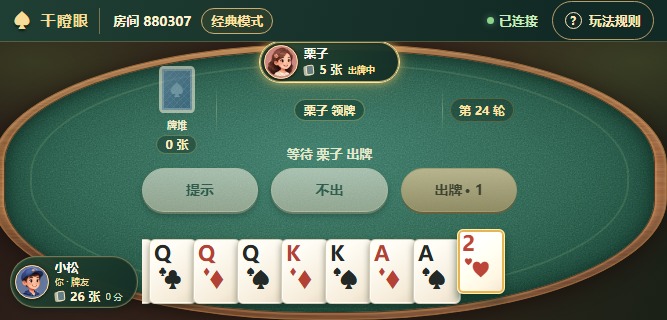 干瞪眼
房间 880307
经典模式
已连接
? 玩法规则
栗子
5 张 出牌中
牌堆
0 张
栗子 领牌
第 24 轮
等待 栗子 出牌
提示
不出
出牌 · 1
Q
Q
Q
K
K
A
A
2
小松
你 · 牌友
26 张 0 分